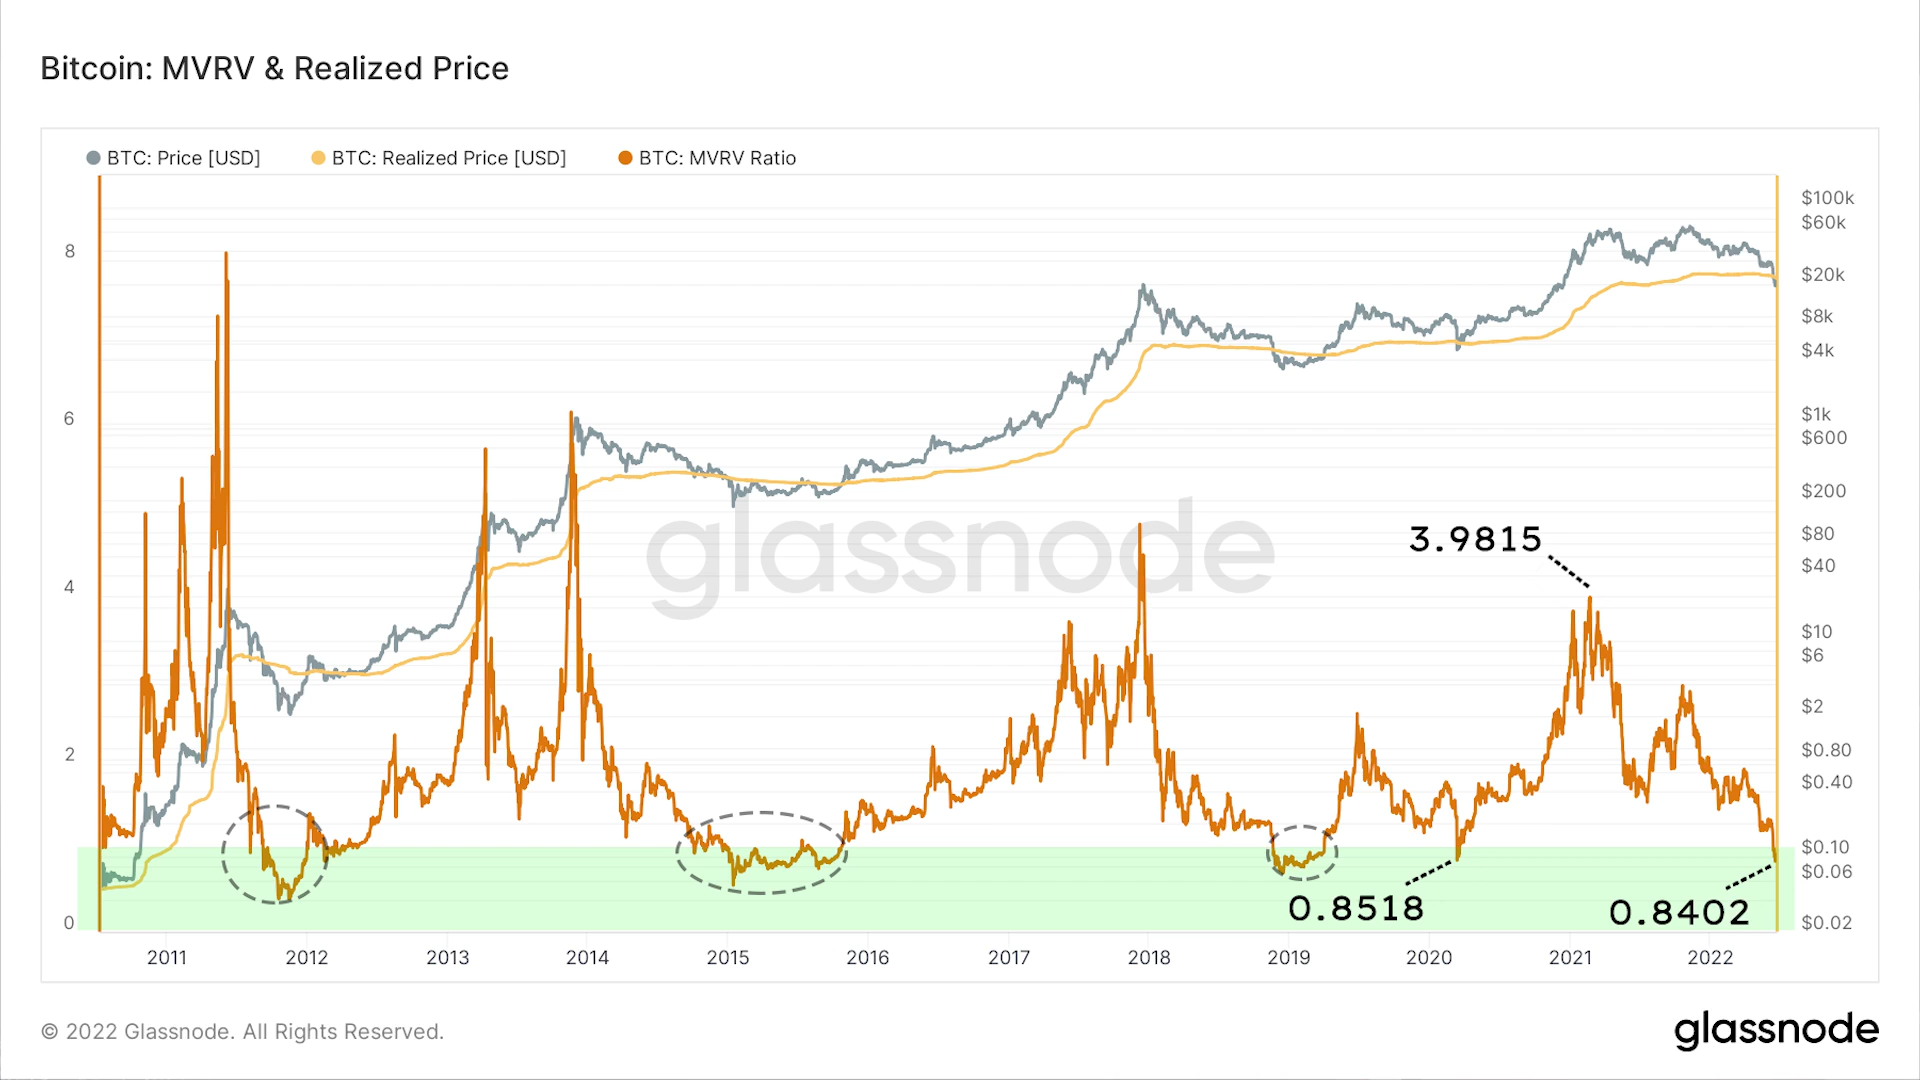 Bitcoin: MVRV & Realized Price
BTC: Price [USD] BTC: Realized Price [USD] BTC: MVRV Ratio
8
6
4
2
0
$100k
$60k
$20k
$8k
$4k
$1k
$600
$200
$80
$40
$10
$6
$2
$0.80
$0.40
$0.10
$0.06
$0.02
glassnode
3.9815
0.8518
0.8402
2011 2012 2013 2014 2015 2016 2017 2018 2019 2020 2021 2022
© 2022 Glassnode. All Rights Reserved.
glassnode